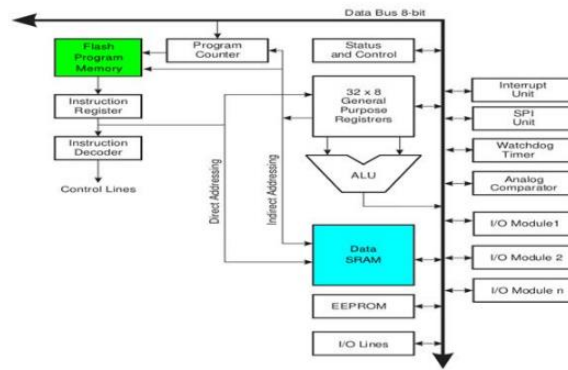 Data Bus 8-bit
Flash
Program
Memory
Program
Counter
Status
and Control
Instruction
Register
32 x 8
General
Purpose
Registrers
Interrupt
Unit
SPI
Unit
Instruction
Decoder
Watchdog
Timer
ALU
Analog
Comparator
Control Lines
Direct Addressing
Indirect Addressing
I/O Module1
Data
SRAM
I/O Module 2
I/O Module n
EEPROM
I/O Lines